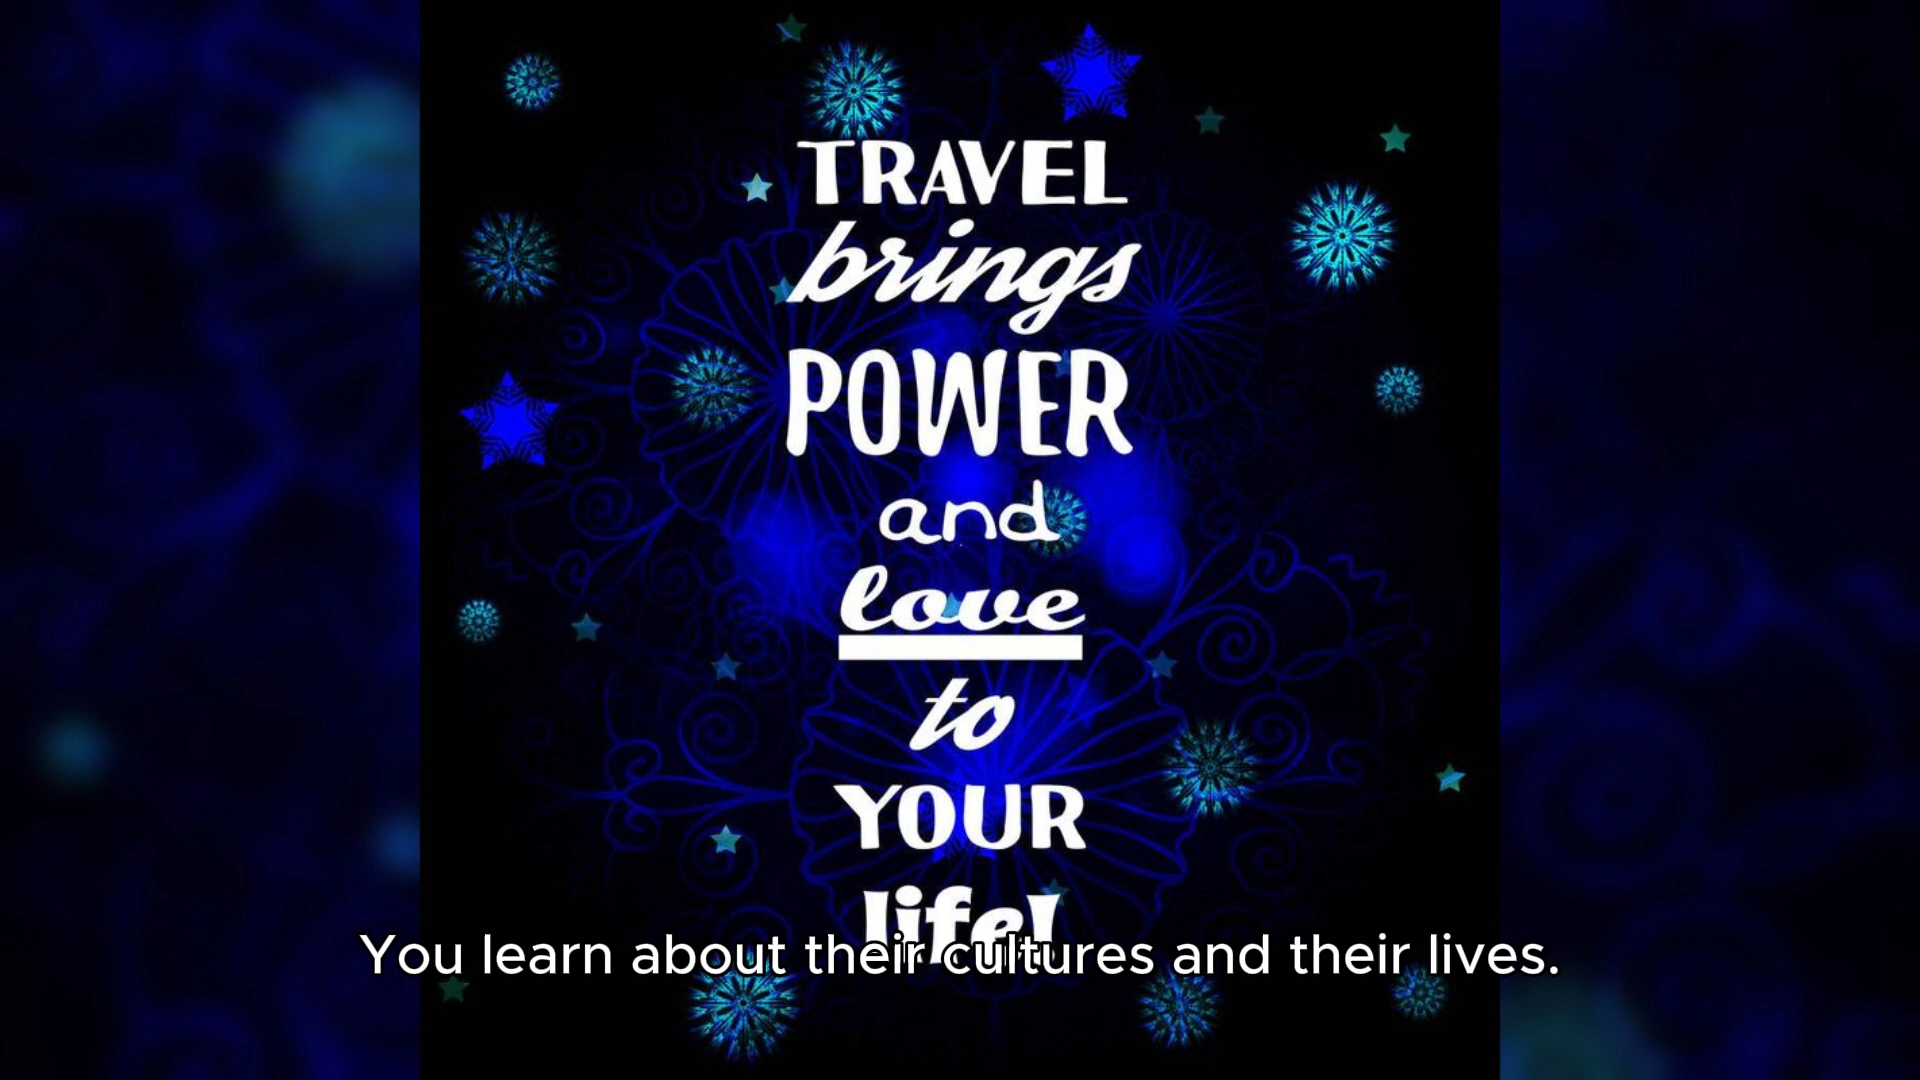 TRAVEL
brings
POWER
and
love
to
YOUR
life!
You learn about their cultures and their lives.